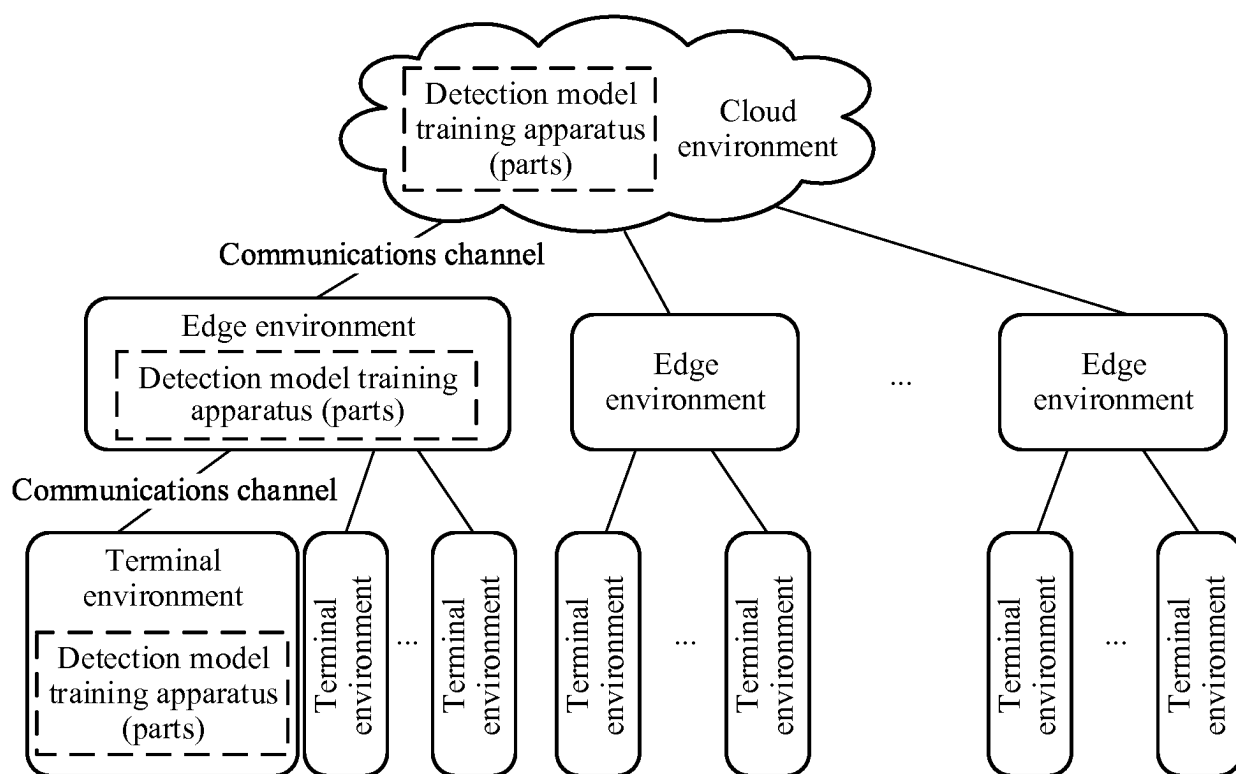 Detection model
training apparatus
(parts)
Cloud
environment
Communications channel
Edge environment
Detection model training
apparatus (parts)
Edge
environment
...
Edge
environment
Communications channel
Terminal
environment
Detection model
training apparatus
(parts)
Terminal
environment
...
Terminal
environment
Terminal
environment
...
Terminal
environment
Terminal
environment
...
Terminal
environment